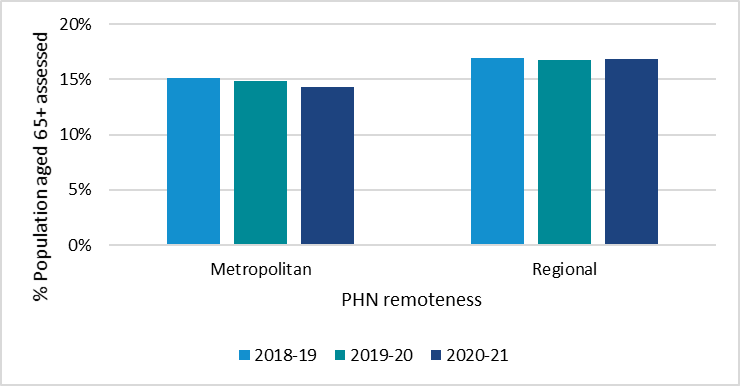 % Population aged 65+ assessed
20%
15%
10%
5%
0%
Metropolitan Regional
PHN remoteness
2018-19 2019-20 2020-21